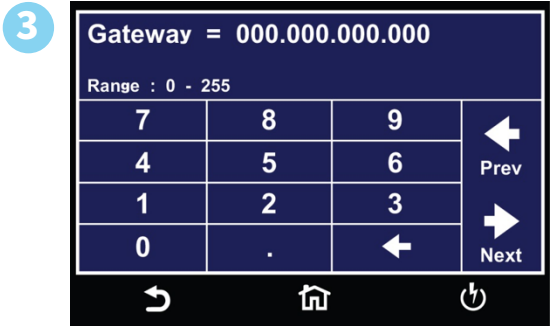 3
Gateway = 000.000.000.000
Range : 0 - 255
7 8 9
4 5 6
Prev
1 2 3
0 .
Next